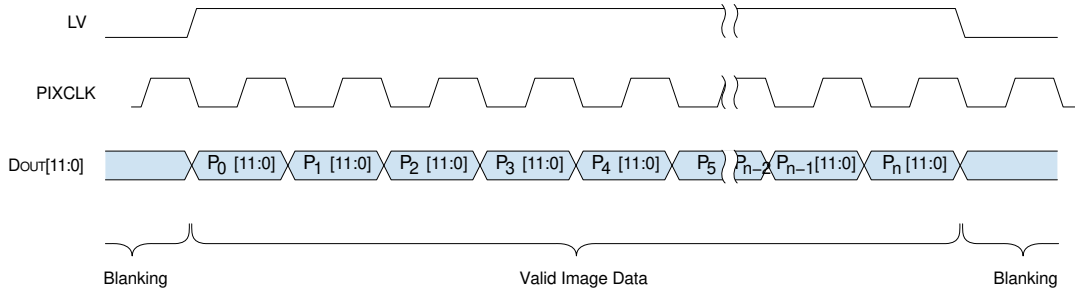 LV
PIXCLK
DOUT[11:0] P0 [11:0] P1 [11:0] P2 [11:0] P3 [11:0] P4 [11:0] P5 Pn−2 Pn−1[11:0] Pn [11:0]
Blanking Valid Image Data Blanking